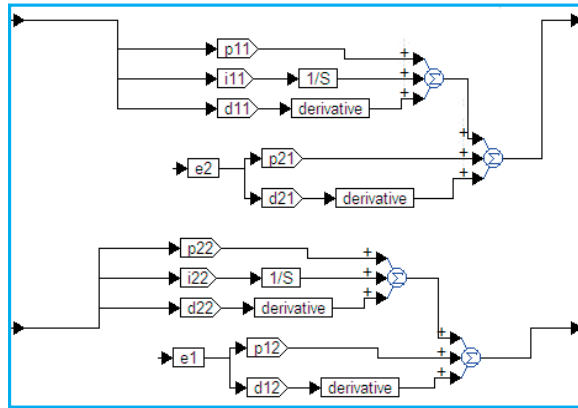 p11
i11 1/S
d11 derivative
e2 p21
d21 derivative
p22
i22 1/S
d22 derivative
e1 p12
d12 derivative